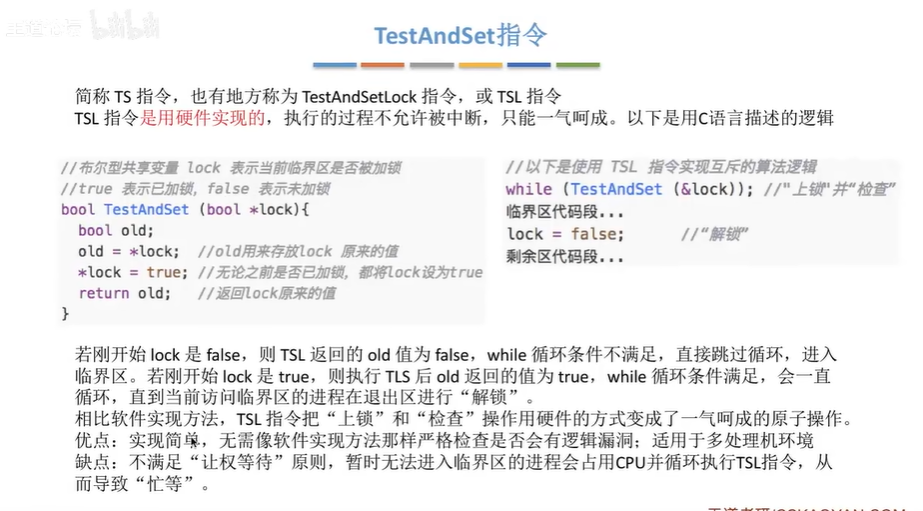 TestAndSet指令
简称 TS 指令，也有地方称为 TestAndSetLock 指令，或 TSL 指令
TSL 指令是用硬件实现的，执行的过程不允许被中断，只能一气呵成。以下是用C语言描述的逻辑
//布尔型共享变量 lock 表示当前临界区是否被加锁
//true 表示已加锁，false 表示未加锁
bool TestAndSet (bool *lock){
bool old;
old = *lock; //old用来存放lock 原来的值
*lock = true; //无论之前是否已加锁，都将lock设为true
return old; //返回lock原来的值
}
//以下是使用 TSL 指令实现互斥的算法逻辑
while (TestAndSet (&lock)); //"上锁"并“检查”
临界区代码段...
lock = false; //“解锁”
剩余区代码段...
若刚开始 lock 是 false，则 TSL 返回的 old 值为 false，while 循环条件不满足，直接跳过循环，进入
临界区。若刚开始 lock 是 true，则执行 TLS 后 old 返回的值为 true，while 循环条件满足，会一直
循环，直到当前访问临界区的进程在退出区进行“解锁”。
相比软件实现方法，TSL 指令把“上锁”和“检查”操作用硬件的方式变成了一气呵成的原子操作。
优点：实现简单，无需像软件实现方法那样严格检查是否会有逻辑漏洞；适用于多处理机环境
缺点：不满足“让权等待”原则，暂时无法进入临界区的进程会占用CPU并循环执行TSL指令，从
而导致“忙等”。